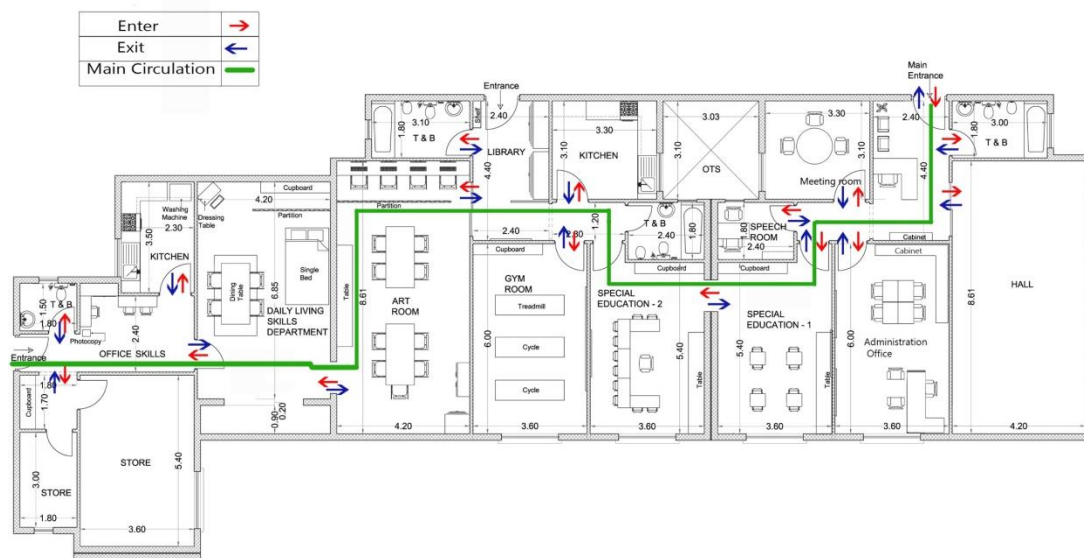 Enter
Exit
Main Circulation
Main
Entrance
Entrance
2.40
3.10
1.80
T & B
Shelf
LIBRARY
4.40
3.30
3.10
KITCHEN
3.03
3.10
OTS
3.30
3.10
Meeting room
2.40
4.40
3.00
1.80
T & B
Cupboard
4.20
Partition
Partition
Washing
Machine
2.30
3.50
Dressing
Table
KITCHEN
Dining
Table
Single
Bed
6.85
DAILY LIVING
SKILLS
DEPARTMENT
Table
8.61
ART
ROOM
2.40
1.20
2.40
1.80
T & B
1.80
SPEECH
ROOM
2.40
Cabinet
Cabinet
Cupboard
GYM
ROOM
Treadmill
Cycle
Cycle
6.00
Cupboard
SPECIAL
EDUCATION - 2
5.40
Table
Cupboard
SPECIAL
EDUCATION - 1
5.40
Table
Administration
Office
6.00
HALL
8.61
1.50
T & B
1.80
Photocopy
2.40
OFFICE SKILLS
Entrance
1.80
Cupboard
1.70
0.90
0.20
STORE
5.40
3.60
STORE
3.00
1.80
4.20
3.60
3.60
3.60
3.60
4.20